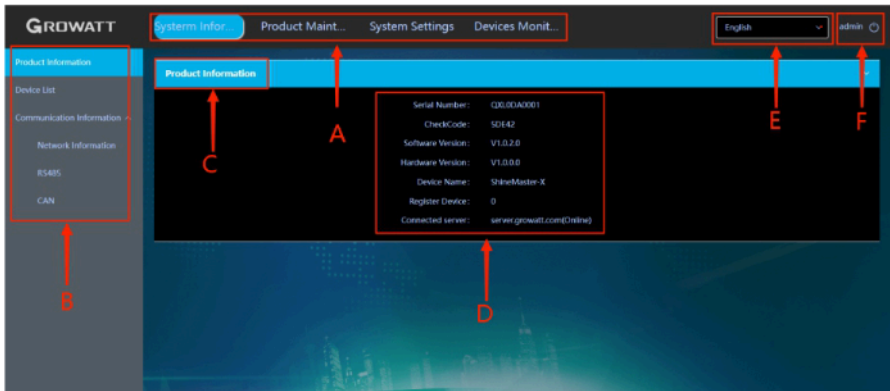 GROWATT
Systerm Infor...
Product Maint...
System Settings
Devices Monit...
English
admin
Product Information
Device List
Communication Information
Network Information
RS485
CAN
Product Information
Serial Number: QXL0DA0001
CheckCode: SDE42
Software Version: V1.0.2.0
Hardware Version: V1.0.0.0
Device Name: ShineMaster-X
Register Device: 0
Connected server: server.growatt.com(Online)
A
B
C
D
E
F